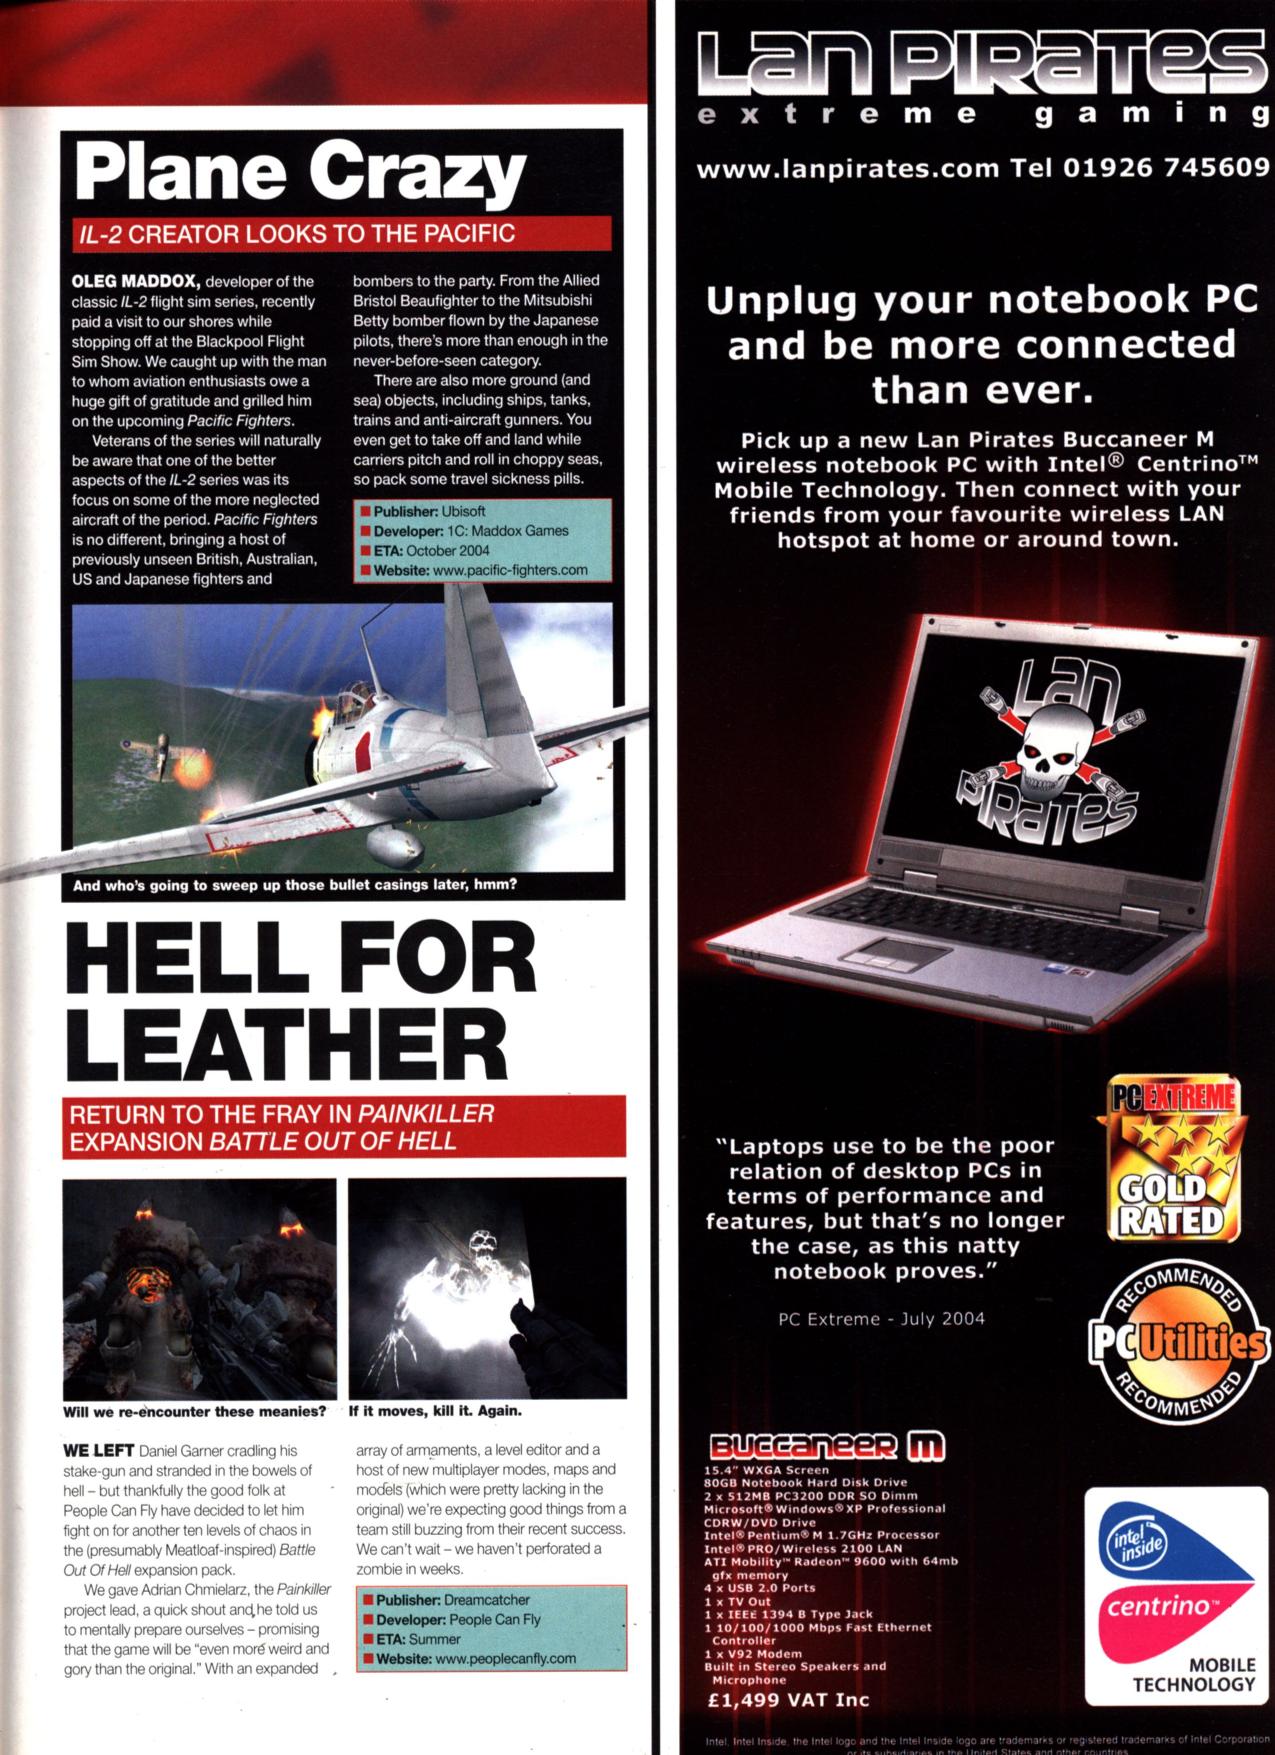 Plane Crazy
IL-2 CREATOR LOOKS TO THE PACIFIC
OLEG MADDOX, developer of the
classic IL-2 flight sim series, recently
paid a visit to our shores while
stopping off at the Blackpool Flight
Sim Show. We caught up with the man
to whom aviation enthusiasts owe a
huge gift of gratitude and grilled him
on the upcoming Pacific Fighters.
Veterans of the series will naturally
be aware that one of the better
aspects of the IL-2 series was its
focus on some of the more neglected
aircraft of the period. Pacific Fighters
is no different, bringing a host of
previously unseen British, Australian,
US and Japanese fighters and
bombers to the party. From the Allied
Bristol Beaufighter to the Mitsubishi
Betty bomber flown by the Japanese
pilots, there's more than enough in the
never-before-seen category.
There are also more ground (and
sea) objects, including ships, tanks,
trains and anti-aircraft gunners. You
even get to take off and land while
carriers pitch and roll in choppy seas,
so pack some travel sickness pills.
Publisher: Ubisoft
Developer: 1C: Maddox Games
ETA: October 2004
Website: www.pacific-fighters.com
And who's going to sweep up those bullet casings later, hmm?
HELL FOR
LEATHER
RETURN TO THE FRAY IN PAINKILLER
EXPANSION BATTLE OUT OF HELL
Will we re-encounter these meanies?
If it moves, kill it. Again.
WE LEFT Daniel Garner cradling his
stake-gun and stranded in the bowels of
hell – but thankfully the good folk at
People Can Fly have decided to let him
fight on for another ten levels of chaos in
the (presumably Meatloaf-inspired) Battle
Out Of Hell expansion pack.
We gave Adrian Chmielarz, the Painkiller
project lead, a quick shout and he told us
to mentally prepare ourselves – promising
that the game will be "even more weird and
gory than the original." With an expanded
array of armaments, a level editor and a
host of new multiplayer modes, maps and
models (which were pretty lacking in the
original) we're expecting good things from a
team still buzzing from their recent success.
We can't wait – we haven't perforated a
zombie in weeks.
Publisher: Dreamcatcher
Developer: People Can Fly
ETA: Summer
Website: www.peoplecanfly.com
Lan Pirates
extreme gaming
www.lanpirates.com Tel 01926 745609
Unplug your notebook PC
and be more connected
than ever.
Pick up a new Lan Pirates Buccaneer M
wireless notebook PC with Intel® Centrino™
Mobile Technology. Then connect with your
friends from your favourite wireless LAN
hotspot at home or around town.
Lan
Pirates
"Laptops use to be the poor
relation of desktop PCs in
terms of performance and
features, but that's no longer
the case, as this natty
notebook proves."
PC Extreme - July 2004
PC EXTREME
GOLD
RATED
RECOMMENDED
PCUtilities
RECOMMENDED
Buccaneer M
15.4" WXGA Screen
80GB Notebook Hard Disk Drive
2 x 512MB PC3200 DDR SO Dimm
Microsoft® Windows® XP Professional
CDRW/DVD Drive
Intel® Pentium® M 1.7GHz Processor
Intel® PRO/Wireless 2100 LAN
ATI Mobility™ Radeon™ 9600 with 64mb
gfx memory
4 x USB 2.0 Ports
1 x TV Out
1 x IEEE 1394 B Type Jack
1 10/100/1000 Mbps Fast Ethernet
Controller
1 x V92 Modem
Built in Stereo Speakers and
Microphone
£1,499 VAT Inc
intel
inside
centrino™
MOBILE
TECHNOLOGY
Intel, Intel Inside, the Intel logo and the Intel Inside logo are trademarks or registered trademarks of Intel Corporation
or its subsidiaries in the United States and other countries